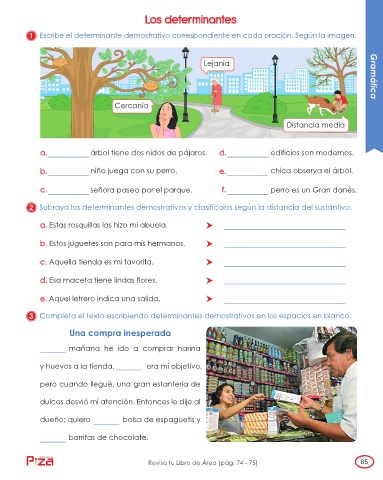 Los determinantes
1 Escribe el determinante demostrativo correspondiente en cada oración. Según la imagen.
Gramática
Lejanía
Cercanía
Distancia media
a. __________ árbol tiene dos nidos de pájaros.
b. __________ niño juega con su perro.
c. __________ señora pasea por el parque.
d. __________ edificios son modernos.
e. __________ chica observa el árbol.
f. __________ perro es un Gran danés.
2 Subraya los determinantes demostrativos y clasifícalos según la distancia del sustantivo.
a. Estas rosquillas las hizo mi abuela.
b. Estos juguetes son para mis hermanos.
c. Aquella tienda es mi favorita.
d. Esa maceta tiene lindas flores.
e. Aquel letrero indica una salida.
3 Completa el texto escribiendo determinantes demostrativos en los espacios en blanco.
Una compra inesperada
______ mañana he ido a comprar harina
y huevos a la tienda, ______ era mi objetivo,
pero cuando llegué, una gran estantería de
dulces desvió mi atención. Entonces le dije al
dueño: quiero ______ bolsa de espaguetis y
______ barritas de chocolate.
Piza
Revisa tu Libro de Área (pág. 74 - 75)
85